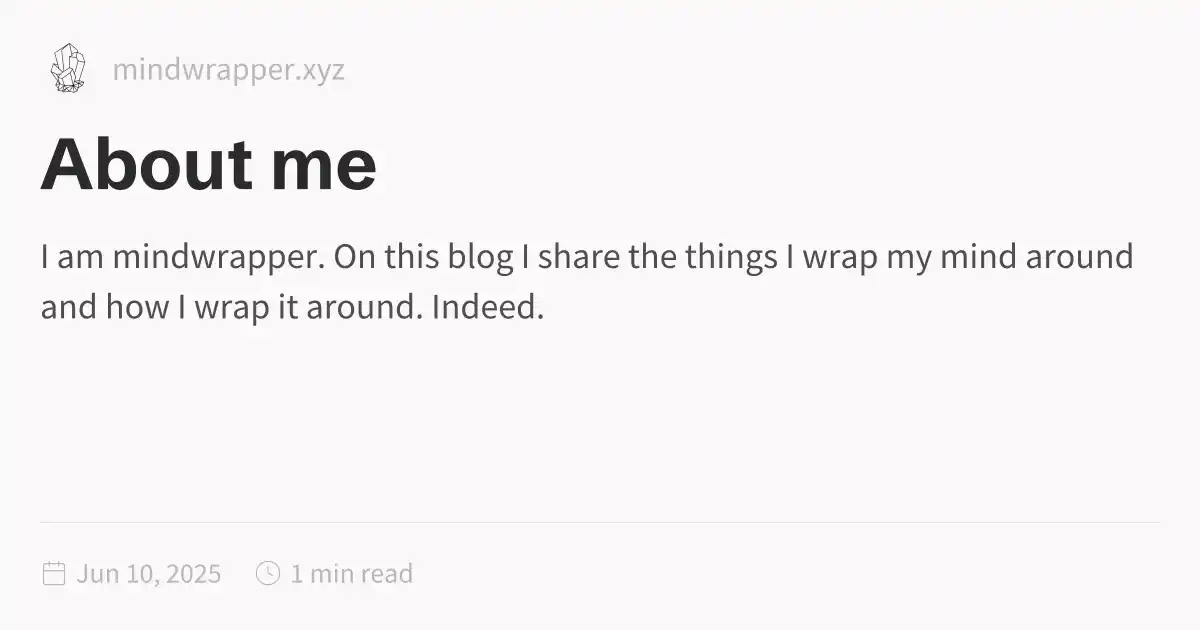 mindwrapper.xyz
About me
I am mindwrapper. On this blog I share the things I wrap my mind around
and how I wrap it around. Indeed.
Jun 10, 2025 1 min read